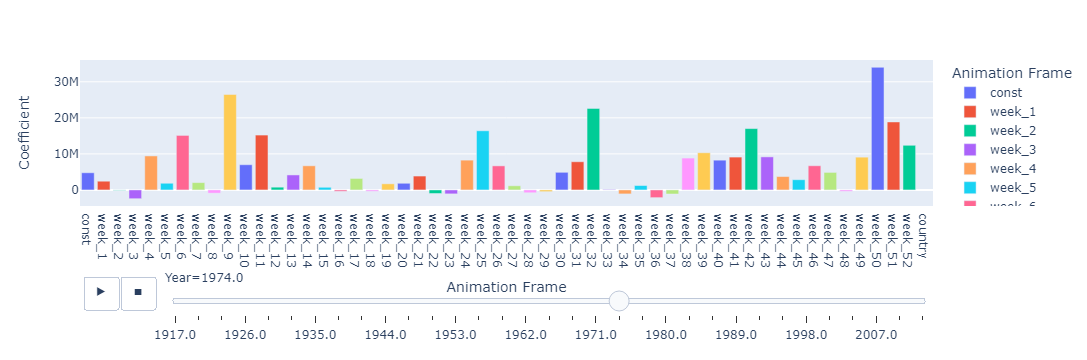 Coefficient
30M
20M
10M
0
const
week_1
week_2
week_3
week_4
week_5
week_6
week_7
week_8
week_9
week_10
week_11
week_12
week_13
week_14
week_15
week_16
week_17
week_18
week_19
week_20
week_21
week_22
week_23
week_24
week_25
week_26
week_27
week_28
week_29
week_30
week_31
week_32
week_33
week_34
week_35
week_36
week_37
week_38
week_39
week_40
week_41
week_42
week_43
week_44
week_45
week_46
week_47
week_48
week_49
week_50
week_51
week_52
country
Animation Frame
Animation Frame
const
week_1
week_2
week_3
week_4
week_5
week_6
Year=1974.0
1917.0 1926.0 1935.0 1944.0 1953.0 1962.0 1971.0 1980.0 1989.0 1998.0 2007.0